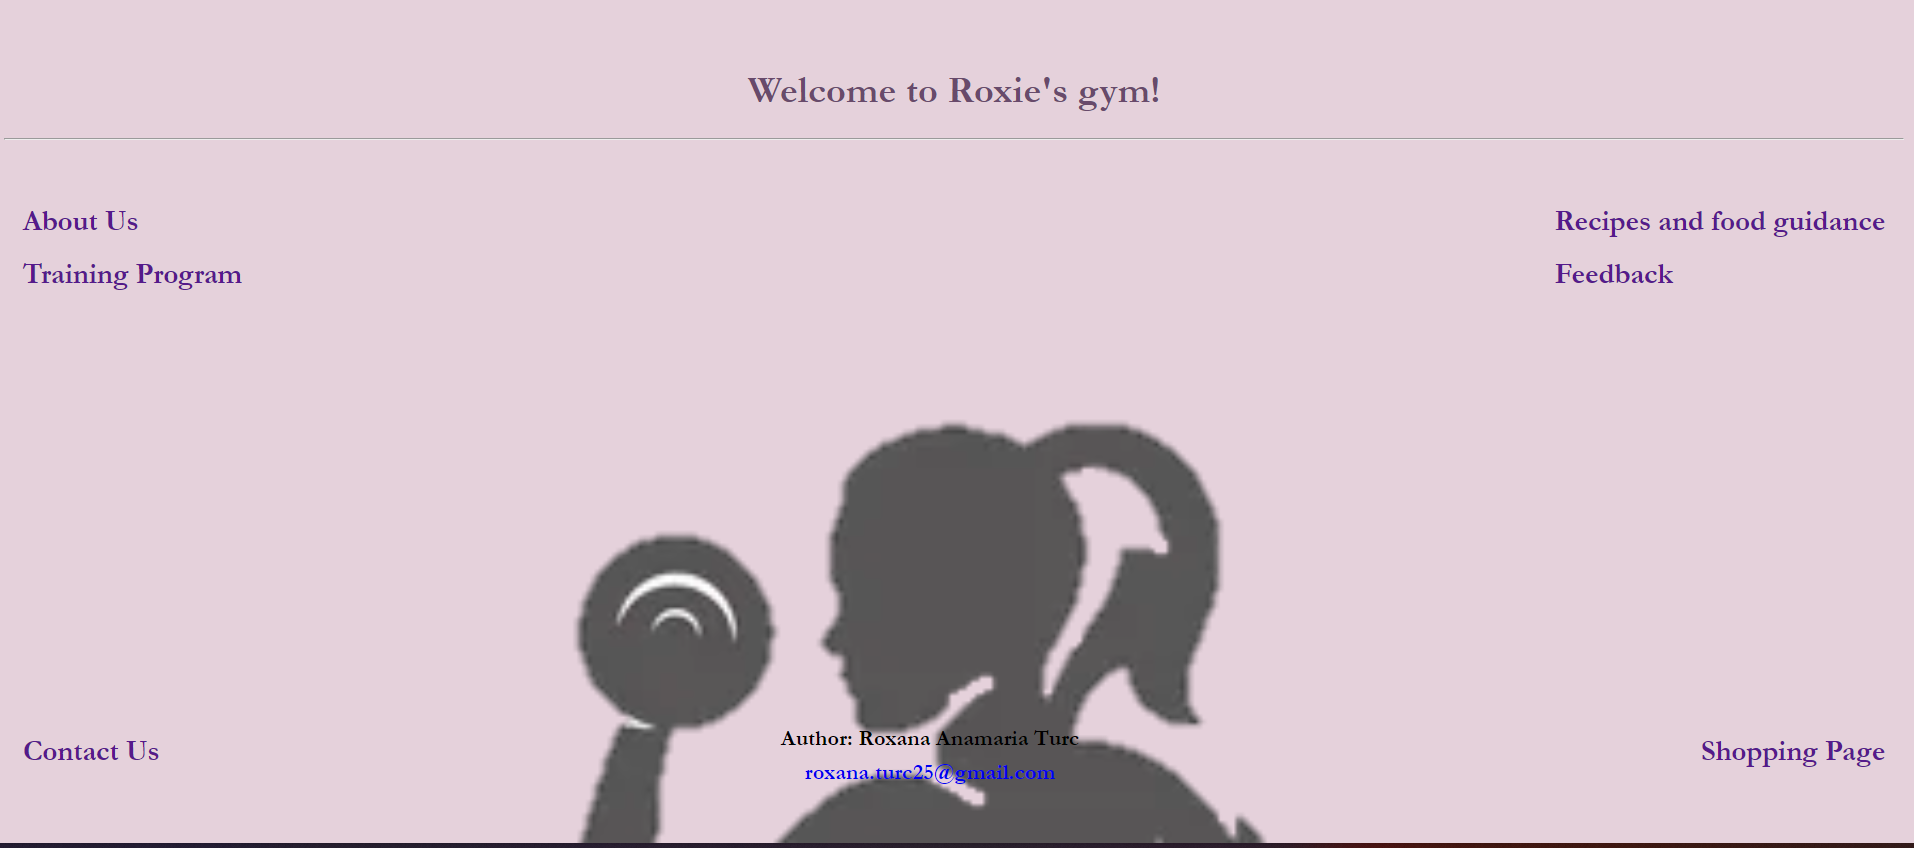 Welcome to Roxie's gym!
About Us
Recipes and food guidance
Training Program
Feedback
Author: Roxana Anamaria Turc
Contact Us
Shopping Page
roxana.turc25@gmail.com